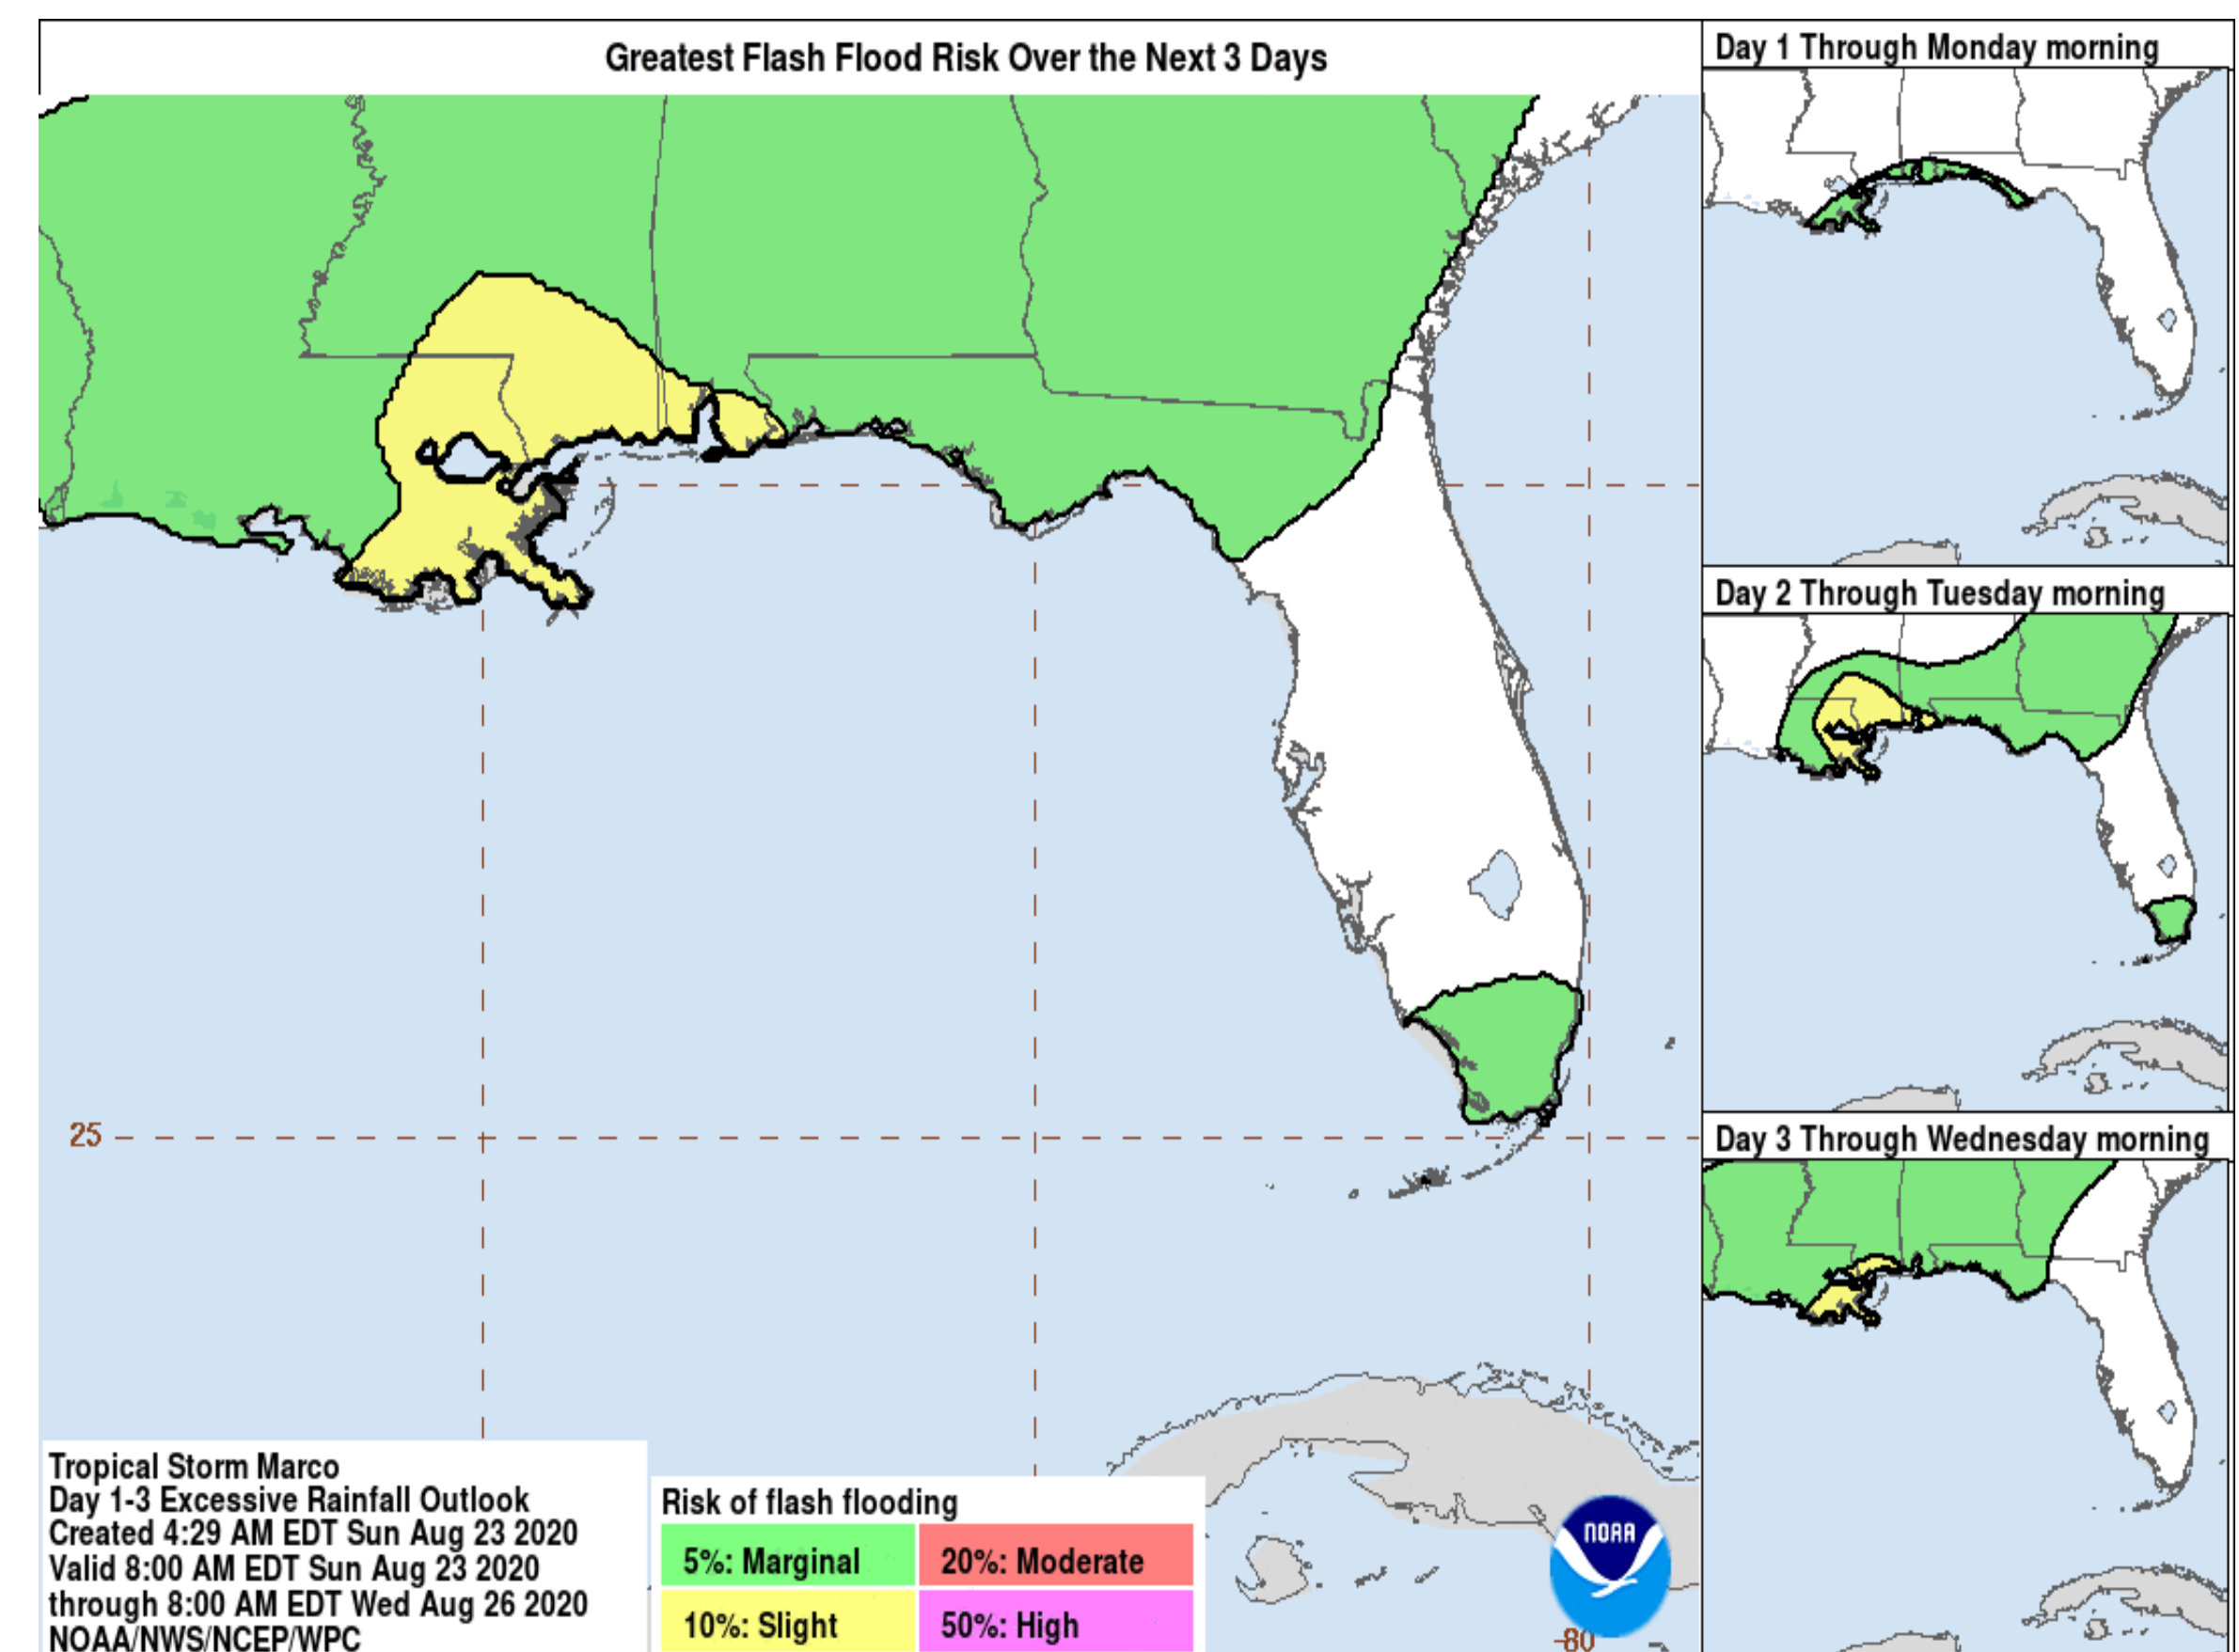 Greatest Flash Flood Risk Over the Next 3 Days
Day 1 Through Monday morning
Day 2 Through Tuesday morning
Day 3 Through Wednesday morning
25
-80
Tropical Storm Marco
Day 1-3 Excessive Rainfall Outlook
Created 4:29 AM EDT Sun Aug 23 2020
Valid 8:00 AM EDT Sun Aug 23 2020
through 8:00 AM EDT Wed Aug 26 2020
NOAA/NWS/NCEP/WPC
Risk of flash flooding
5%: Marginal
20%: Moderate
10%: Slight
50%: High
NOAA